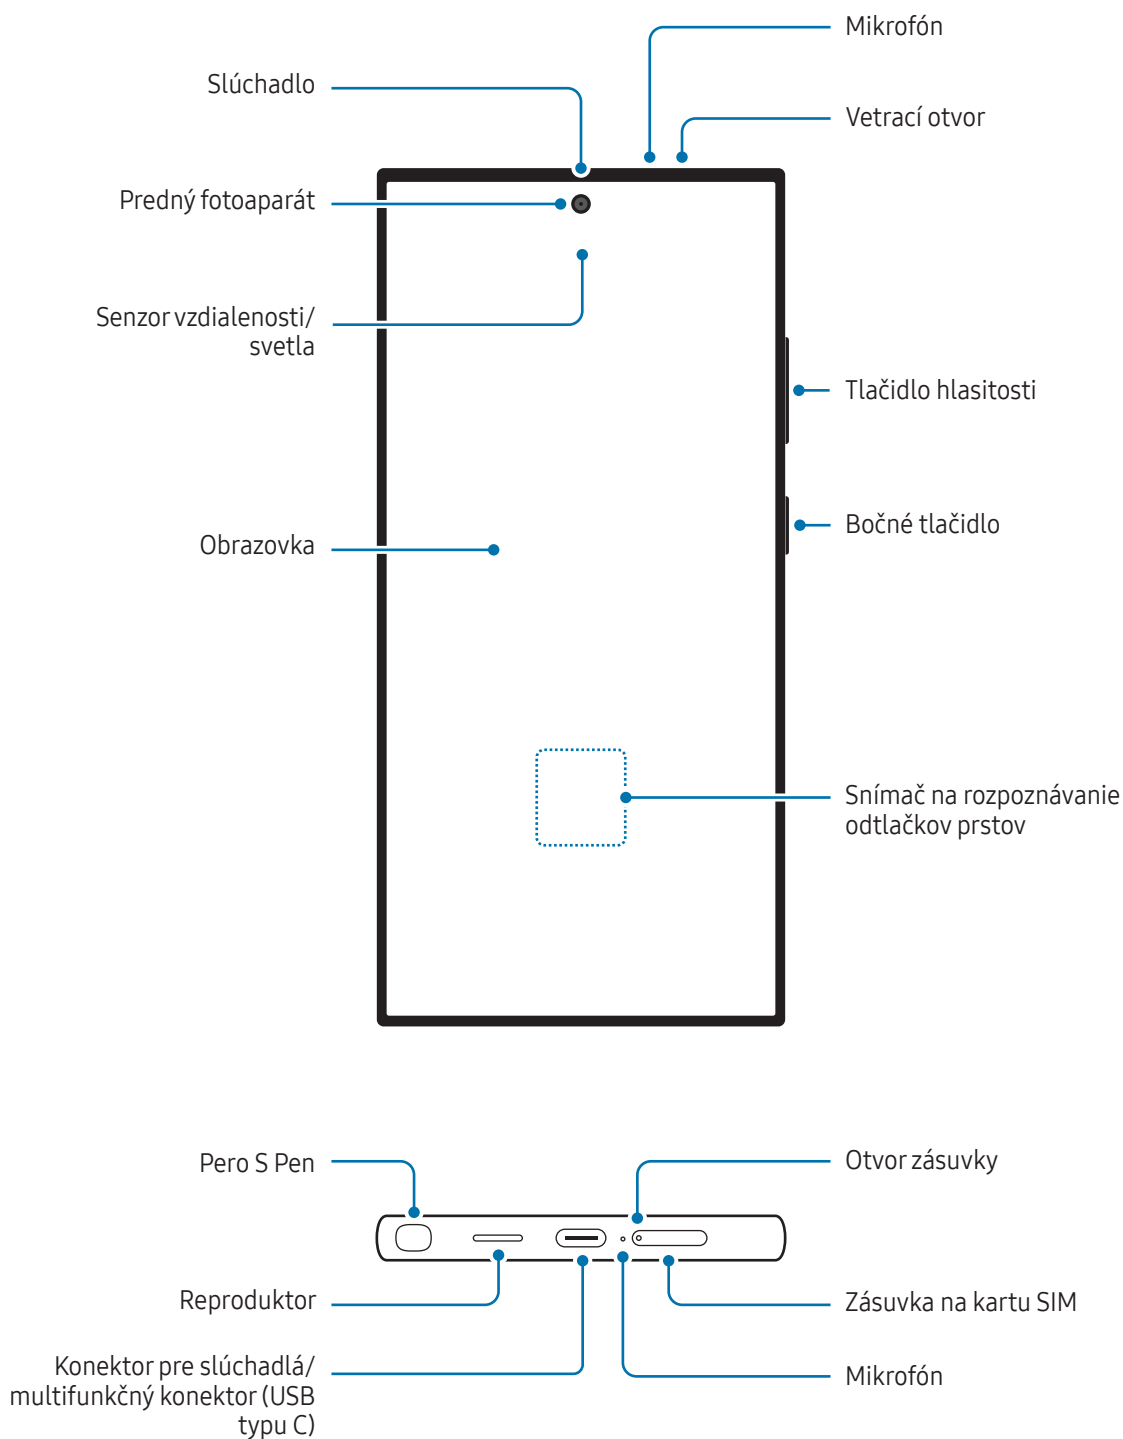 Mikrofón
Slúchadlo
Vetrací otvor
Predný fotoaparát
Senzor vzdialenosti/
svetla
Tlačidlo hlasitosti
Bočné tlačidlo
Obrazovka
Snímač na rozpoznávanie
odtlačkov prstov
Pero S Pen
Otvor zásuvky
Reproduktor
Zásuvka na kartu SIM
Konektor pre slúchadlá/
multifunkčný konektor (USB
typu C)
Mikrofón